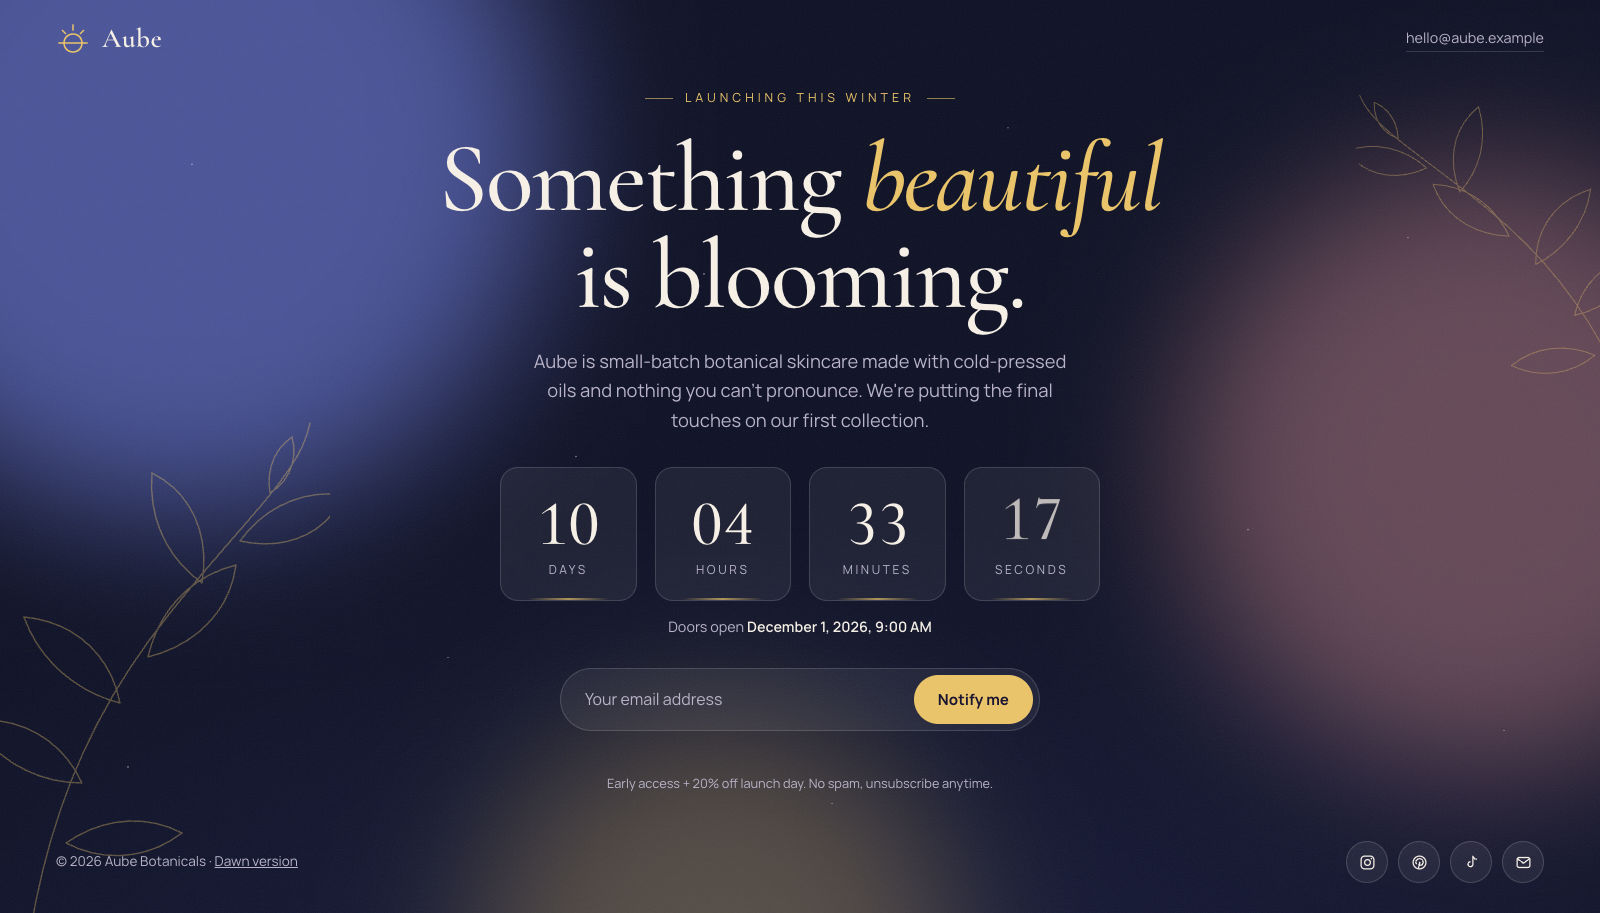 Aube
hello@aube.example
LAUNCHING THIS WINTER
Something beautiful
is blooming.
Aube is small-batch botanical skincare made with cold-pressed
oils and nothing you can't pronounce. We're putting the final
touches on our first collection.
10 04 33 17
DAYS HOURS MINUTES SECONDS
Doors open December 1, 2026, 9:00 AM
Your email address Notify me
Early access + 20% off launch day. No spam, unsubscribe anytime.
© 2026 Aube Botanicals · Dawn version